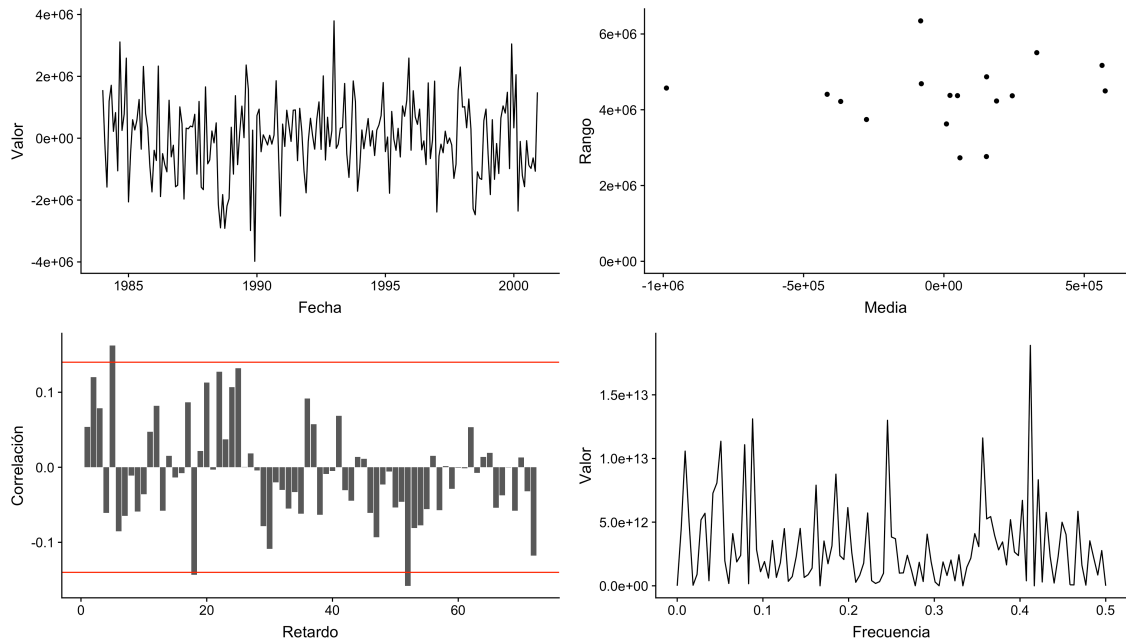 4e+06
2e+06
0e+00
-2e+06
-4e+06
Valor
1985
1990
1995
2000
Fecha
6e+06
4e+06
2e+06
0e+00
Rango
-1e+06
-5e+05
0e+00
5e+05
Media
0.1
0.0
-0.1
Correlación
0
20
40
60
Retardo
1.5e+13
1.0e+13
5.0e+12
0.0e+00
Valor
0.0
0.1
0.2
0.3
0.4
0.5
Frecuencia